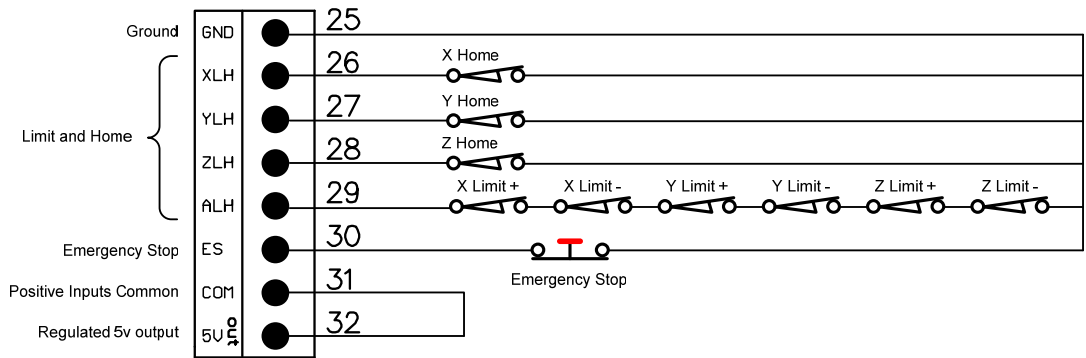 Ground GND 25
XLH 26 X Home
YLH 27 Y Home
Limit and Home
ZLH 28 Z Home
ALH 29 X Limit + X Limit - Y Limit + Y Limit - Z Limit + Z Limit -
Emergency Stop ES 30
Emergency Stop
Positive Inputs Common COM 31
Regulated 5v output 5V out 32